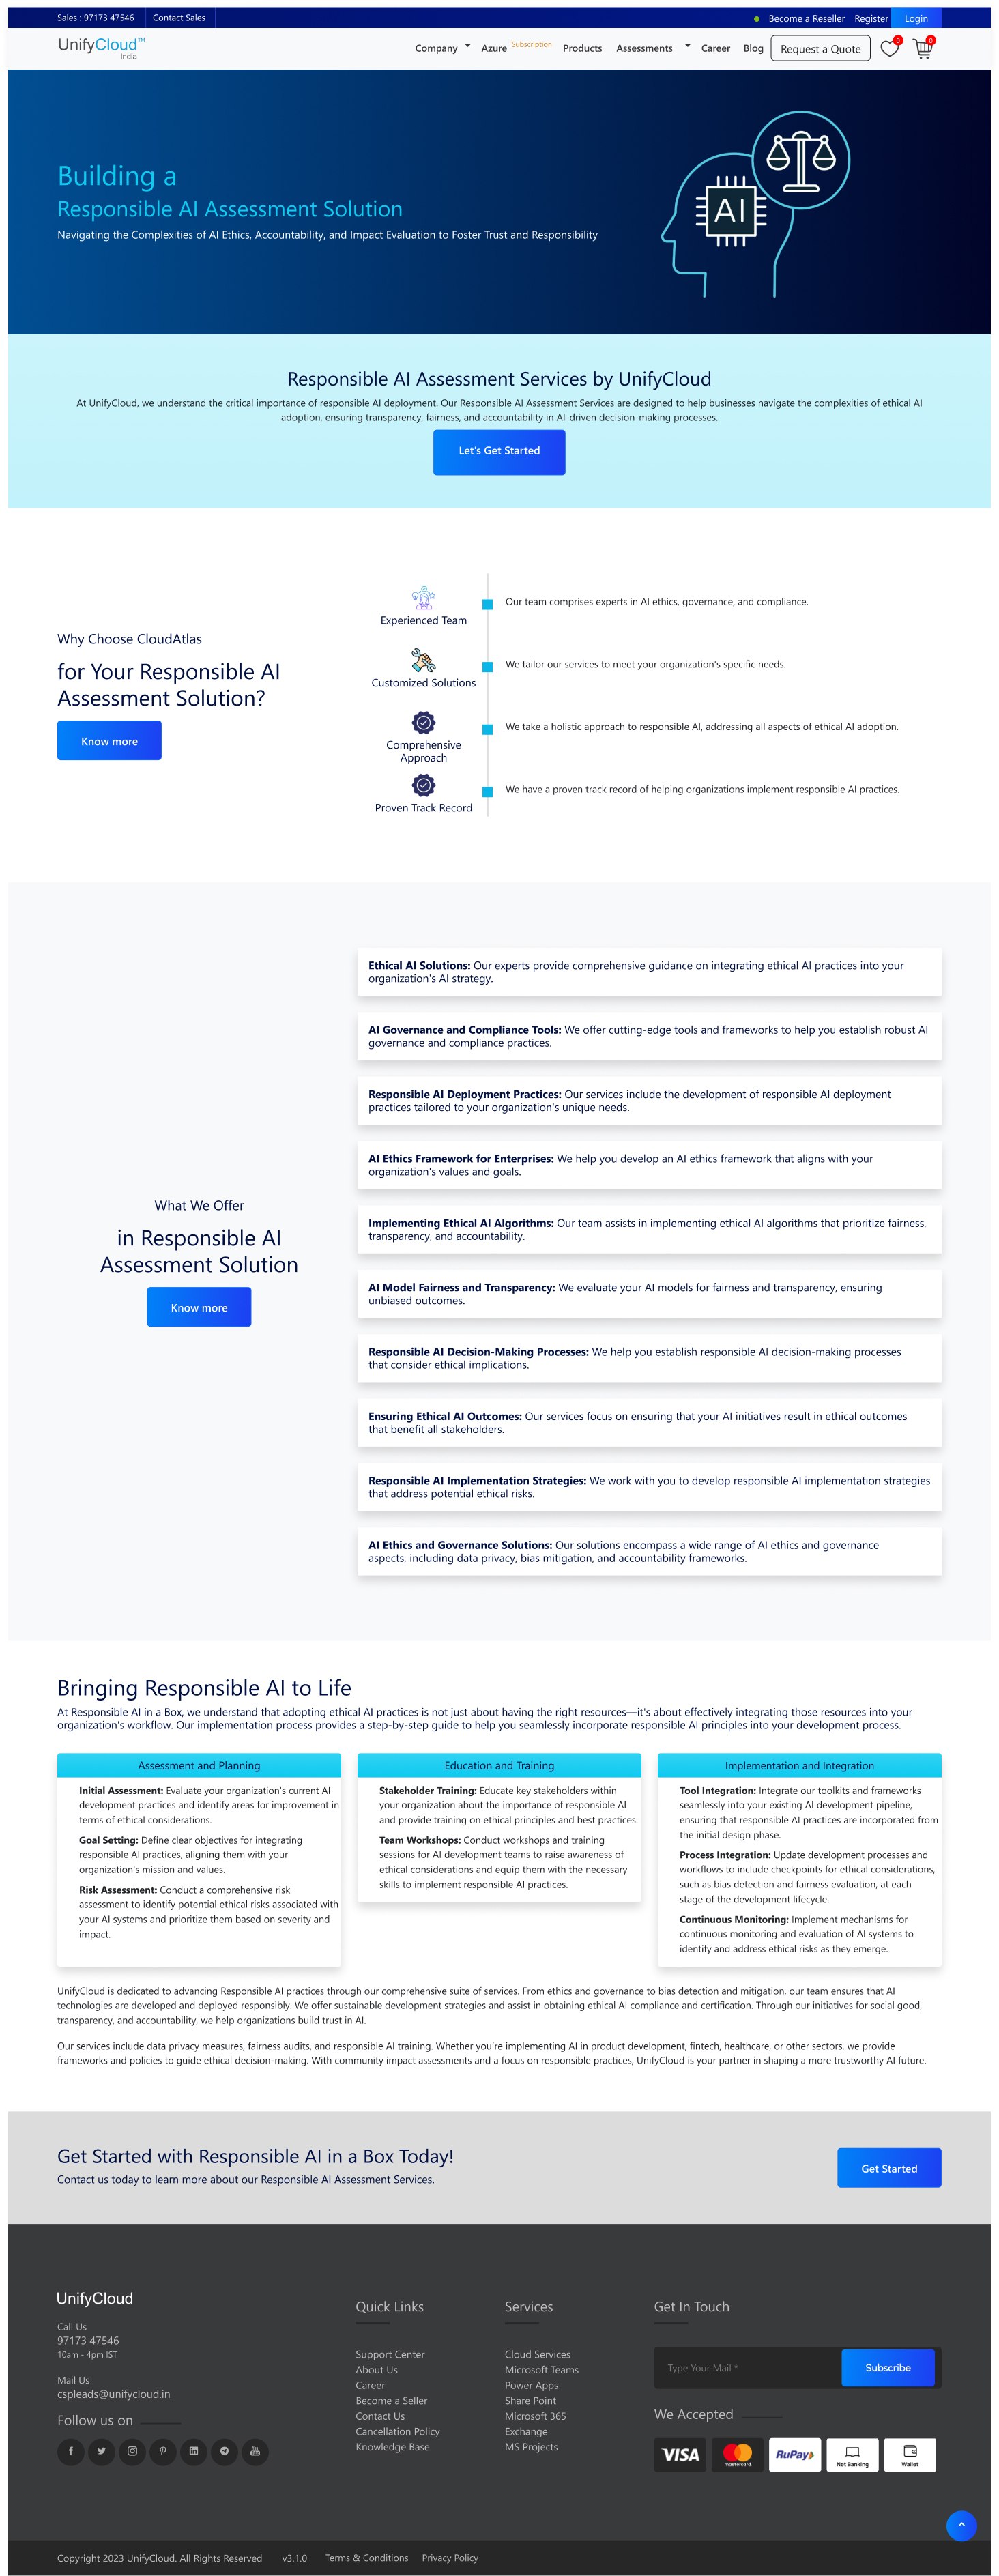 Sales : 97173 47546
Contact Sales
Become a Reseller
Register
Login
UnifyCloud™
India
Company
Azure
Subscription
Products
Assessments
Career
Blog
Request a Quote
0
0
Building a
Responsible AI Assessment Solution
Navigating the Complexities of AI Ethics, Accountability, and Impact Evaluation to Foster Trust and Responsibility
AI
Responsible AI Assessment Services by UnifyCloud
At UnifyCloud, we understand the critical importance of responsible AI deployment. Our Responsible AI Assessment Services are designed to help businesses navigate the complexities of ethical AI
adoption, ensuring transparency, fairness, and accountability in AI-driven decision-making processes.
Let's Get Started
Why Choose CloudAtlas
for Your Responsible AI
Assessment Solution?
Know more
Experienced Team
Our team comprises experts in AI ethics, governance, and compliance.
Customized Solutions
We tailor our services to meet your organization's specific needs.
Comprehensive
Approach
We take a holistic approach to responsible AI, addressing all aspects of ethical AI adoption.
Proven Track Record
We have a proven track record of helping organizations implement responsible AI practices.
What We Offer
in Responsible AI
Assessment Solution
Know more
Ethical AI Solutions: Our experts provide comprehensive guidance on integrating ethical AI practices into your
organization's AI strategy.
AI Governance and Compliance Tools: We offer cutting-edge tools and frameworks to help you establish robust AI
governance and compliance practices.
Responsible AI Deployment Practices: Our services include the development of responsible AI deployment
practices tailored to your organization's unique needs.
AI Ethics Framework for Enterprises: We help you develop an AI ethics framework that aligns with your
organization's values and goals.
Implementing Ethical AI Algorithms: Our team assists in implementing ethical AI algorithms that prioritize fairness,
transparency, and accountability.
AI Model Fairness and Transparency: We evaluate your AI models for fairness and transparency, ensuring
unbiased outcomes.
Responsible AI Decision-Making Processes: We help you establish responsible AI decision-making processes
that consider ethical implications.
Ensuring Ethical AI Outcomes: Our services focus on ensuring that your AI initiatives result in ethical outcomes
that benefit all stakeholders.
Responsible AI Implementation Strategies: We work with you to develop responsible AI implementation strategies
that address potential ethical risks.
AI Ethics and Governance Solutions: Our solutions encompass a wide range of AI ethics and governance
aspects, including data privacy, bias mitigation, and accountability frameworks.
Bringing Responsible AI to Life
At Responsible AI in a Box, we understand that adopting ethical AI practices is not just about having the right resources—it's about effectively integrating those resources into your
organization's workflow. Our implementation process provides a step-by-step guide to help you seamlessly incorporate responsible AI principles into your development process.
Assessment and Planning
Initial Assessment: Evaluate your organization's current AI
development practices and identify areas for improvement in
terms of ethical considerations.
Goal Setting: Define clear objectives for integrating
responsible AI practices, aligning them with your
organization's mission and values.
Risk Assessment: Conduct a comprehensive risk
assessment to identify potential ethical risks associated with
your AI systems and prioritize them based on severity and
impact.
Education and Training
Stakeholder Training: Educate key stakeholders within
your organization about the importance of responsible AI
and provide training on ethical principles and best practices.
Team Workshops: Conduct workshops and training
sessions for AI development teams to raise awareness of
ethical considerations and equip them with the necessary
skills to implement responsible AI practices.
Implementation and Integration
Tool Integration: Integrate our toolkits and frameworks
seamlessly into your existing AI development pipeline,
ensuring that responsible AI practices are incorporated from
the initial design phase.
Process Integration: Update development processes and
workflows to include checkpoints for ethical considerations,
such as bias detection and fairness evaluation, at each
stage of the development lifecycle.
Continuous Monitoring: Implement mechanisms for
continuous monitoring and evaluation of AI systems to
identify and address ethical risks as they emerge.
UnifyCloud is dedicated to advancing Responsible AI practices through our comprehensive suite of services. From ethics and governance to bias detection and mitigation, our team ensures that AI
technologies are developed and deployed responsibly. We offer sustainable development strategies and assist in obtaining ethical AI compliance and certification. Through our initiatives for social good,
transparency, and accountability, we help organizations build trust in AI.
Our services include data privacy measures, fairness audits, and responsible AI training. Whether you're implementing AI in product development, fintech, healthcare, or other sectors, we provide
frameworks and policies to guide ethical decision-making. With community impact assessments and a focus on responsible practices, UnifyCloud is your partner in shaping a more trustworthy AI future.
Get Started with Responsible AI in a Box Today!
Contact us today to learn more about our Responsible AI Assessment Services.
Get Started
UnifyCloud
Call Us
97173 47546
10am - 4pm IST
Mail Us
cspleads@unifycloud.in
Follow us on
Quick Links
Support Center
About Us
Career
Become a Seller
Contact Us
Cancellation Policy
Knowledge Base
Services
Cloud Services
Microsoft Teams
Power Apps
Share Point
Microsoft 365
Exchange
MS Projects
Get In Touch
Type Your Mail *
Subscribe
We Accepted
VISA
mastercard
RuPay
Net Banking
Wallet
Copyright 2023 UnifyCloud. All Rights Reserved
v3.1.0
Terms & Conditions
Privacy Policy